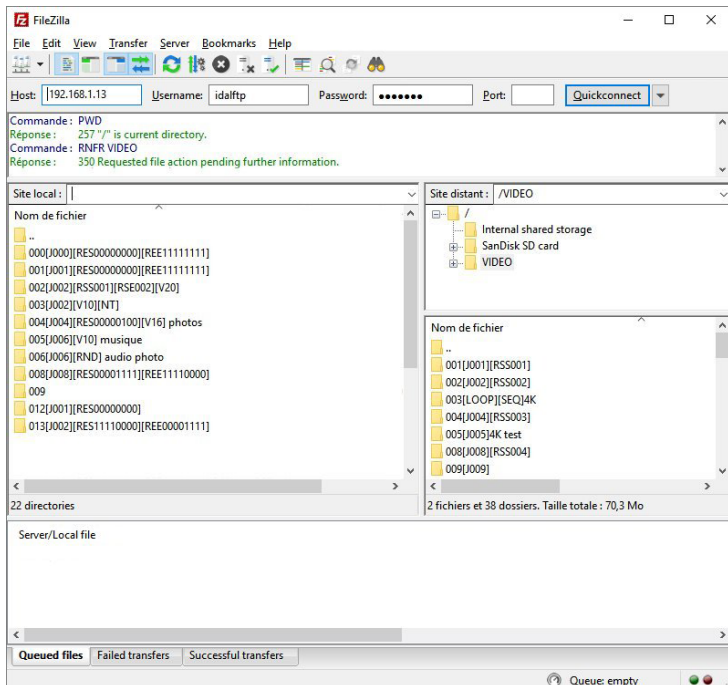 FileZilla
File Edit View Transfer Server Bookmarks Help
Host: 192.168.1.13 Username: idalftp Password: ●●●●●●● Port: Quickconnect
Commande : PWD
Réponse : 257 "/" is current directory.
Commande : RNFR VIDEO
Réponse : 350 Requested file action pending further information.
Site local :
Nom de fichier
..
000[J000][RES00000000][REE11111111]
001[J001][RES00000000][REE11111111]
002[J002][RSS001][RSE002][V20]
003[J002][V10][NT]
004[J004][RES00000100][V16] photos
005[J006][V10] musique
006[J006][RND] audio photo
008[J008][RES00001111][REE11110000]
009
012[J001][RES00000000]
013[J002][RES11110000][REE00001111]
22 directories
Site distant : /VIDEO
/
Internal shared storage
SanDisk SD card
VIDEO
Nom de fichier
..
001[J001][RSS001]
002[J002][RSS002]
003[LOOP][SEQ]4K
004[J004][RSS003]
005[J005]4K test
008[J008][RSS004]
009[J009]
2 fichiers et 38 dossiers. Taille totale : 70,3 Mo
Server/Local file
Queued files Failed transfers Successful transfers
Queue: empty